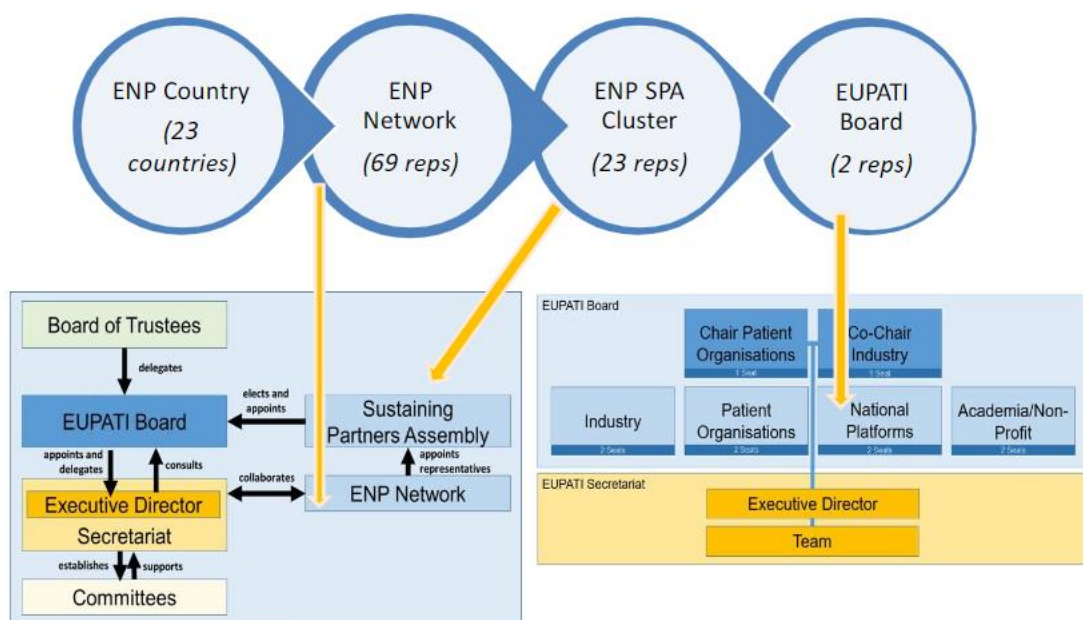 ENP Country
(23
countries)
ENP
Network
(69 reps)
ENP SPA
Cluster
(23 reps)
EUPATI
Board
(2 reps)
Board of Trustees
delegates
EUPATI Board
elects and
appoints
Sustaining
Partners Assembly
appoints and
delegates
consults
appoints
representatives
collaborates
ENP Network
Executive Director
Secretariat
establishes
supports
Committees
EUPATI Board
Chair Patient
Organisations
1 Seat
Co-Chair
Industry
1 Seat
Industry
2 Seats
Patient
Organisations
2 Seats
National
Platforms
2 Seats
Academia/Non-
Profit
2 Seats
EUPATI Secretariat
Executive Director
Team